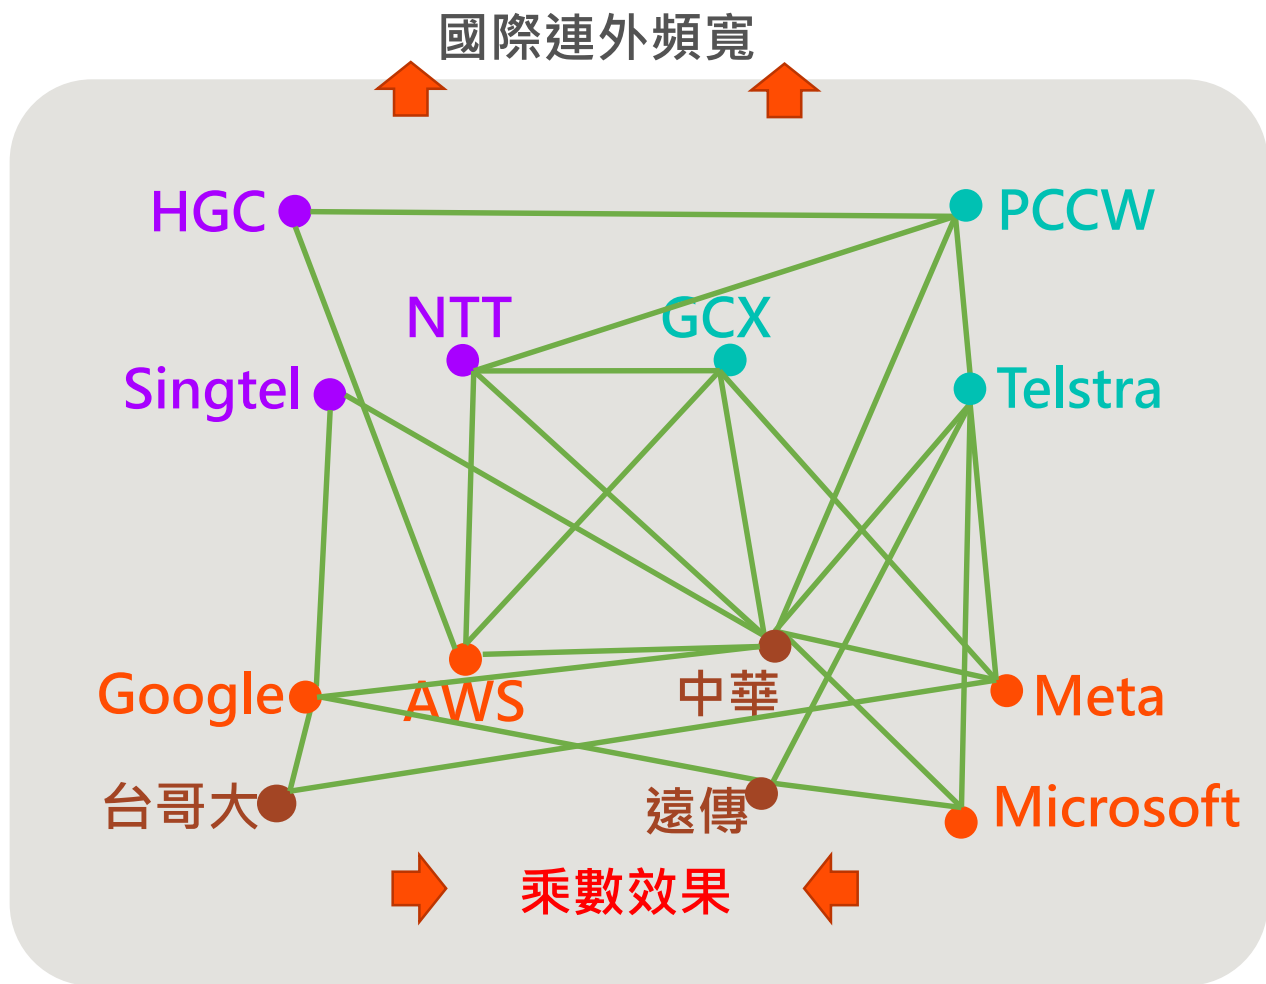 國際連外頻寬
HGC
PCCW
NTT
GCX
Singtel
Telstra
Google
AWS
中華
Meta
台哥大
遠傳
Microsoft
乘數效果